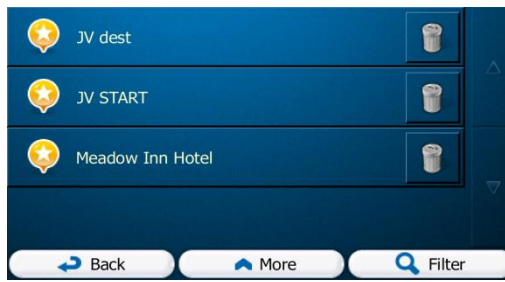 JV dest
JV START
Meadow Inn Hotel
Back
More
Filter